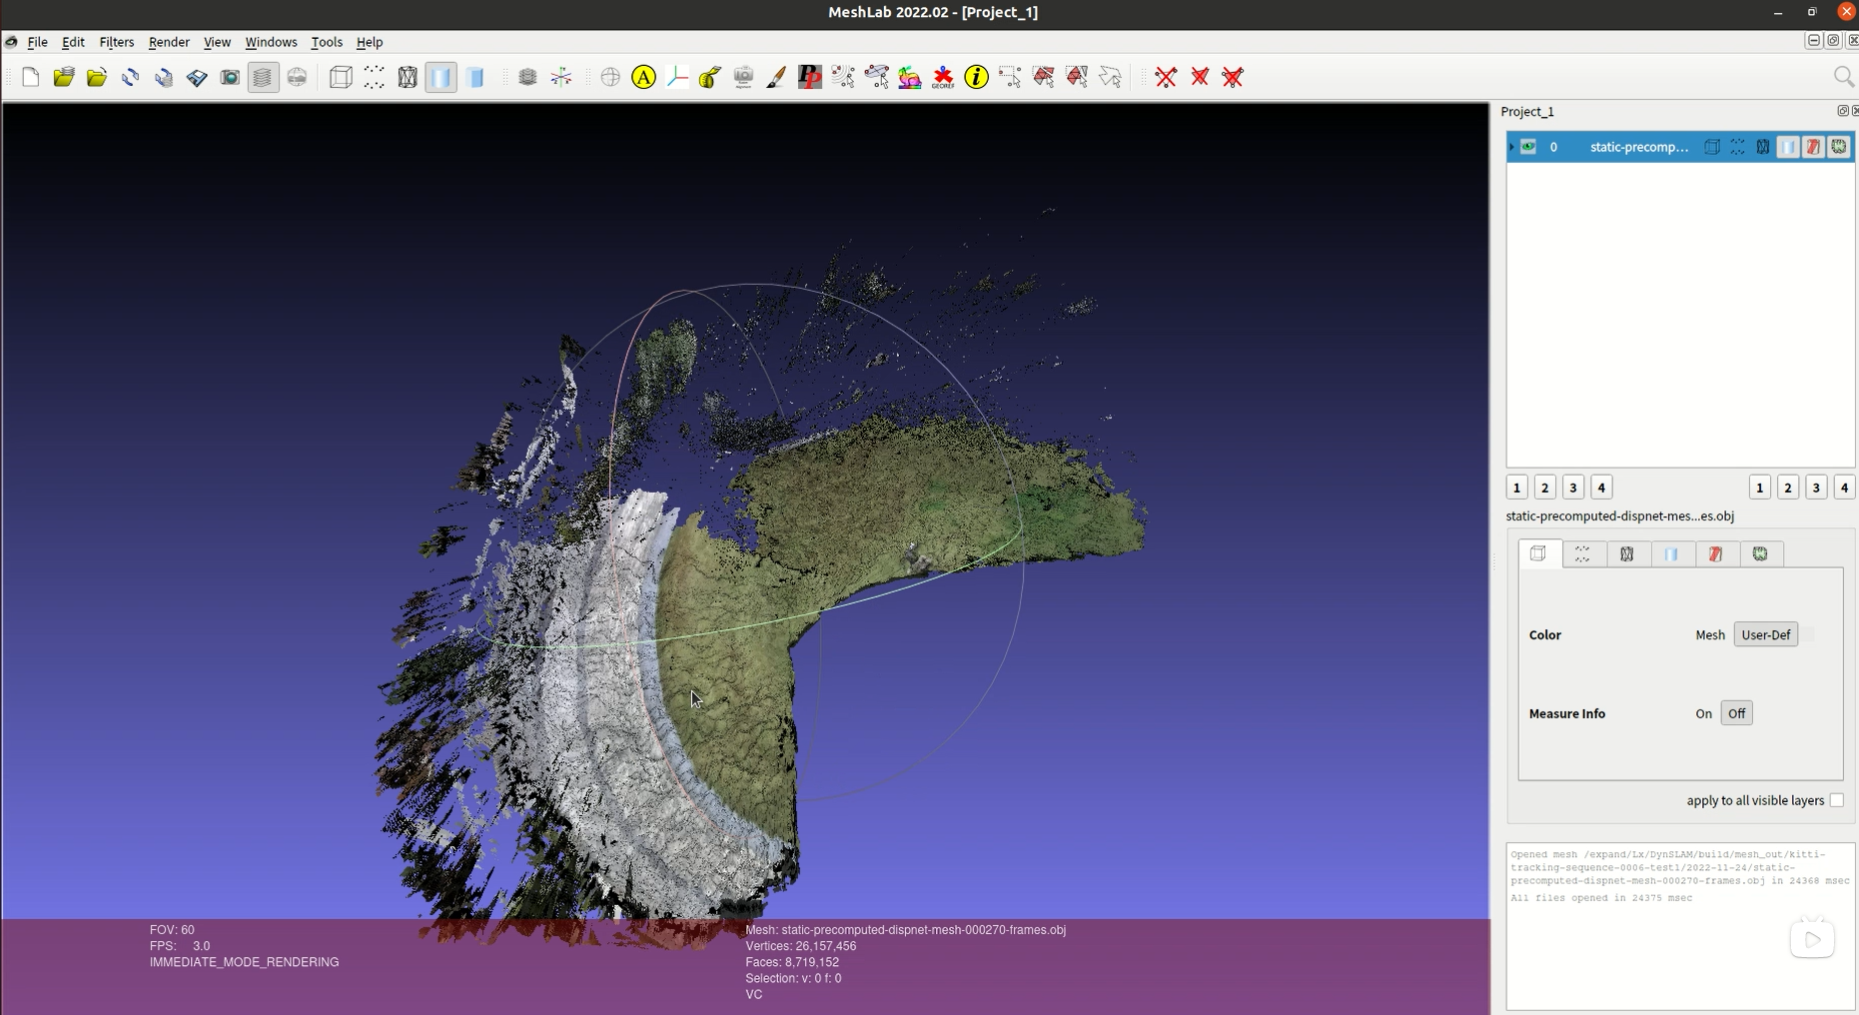 MeshLab 2022.02 - [Project_1]
File Edit Filters Render View Windows Tools Help
A PP GEOREF i
Project_1
0 static-precomp...
1 2 3 4 1 2 3 4
static-precomputed-dispnet-mes...es.obj
Color Mesh User-Def
Measure Info On Off
apply to all visible layers
Opened mesh /expand/Lx/DynSLAM/build/mesh_out/kitti-
tracking-sequence-0006-test1/2022-11-24/static-
precomputed-dispnet-mesh-000270-frames.obj in 24368 msec
All files opened in 24375 msec
FOV: 60
FPS: 3.0
IMMEDIATE_MODE_RENDERING
Mesh: static-precomputed-dispnet-mesh-000270-frames.obj
Vertices: 26,157,456
Faces: 8,719,152
Selection: v: 0 f: 0
VC